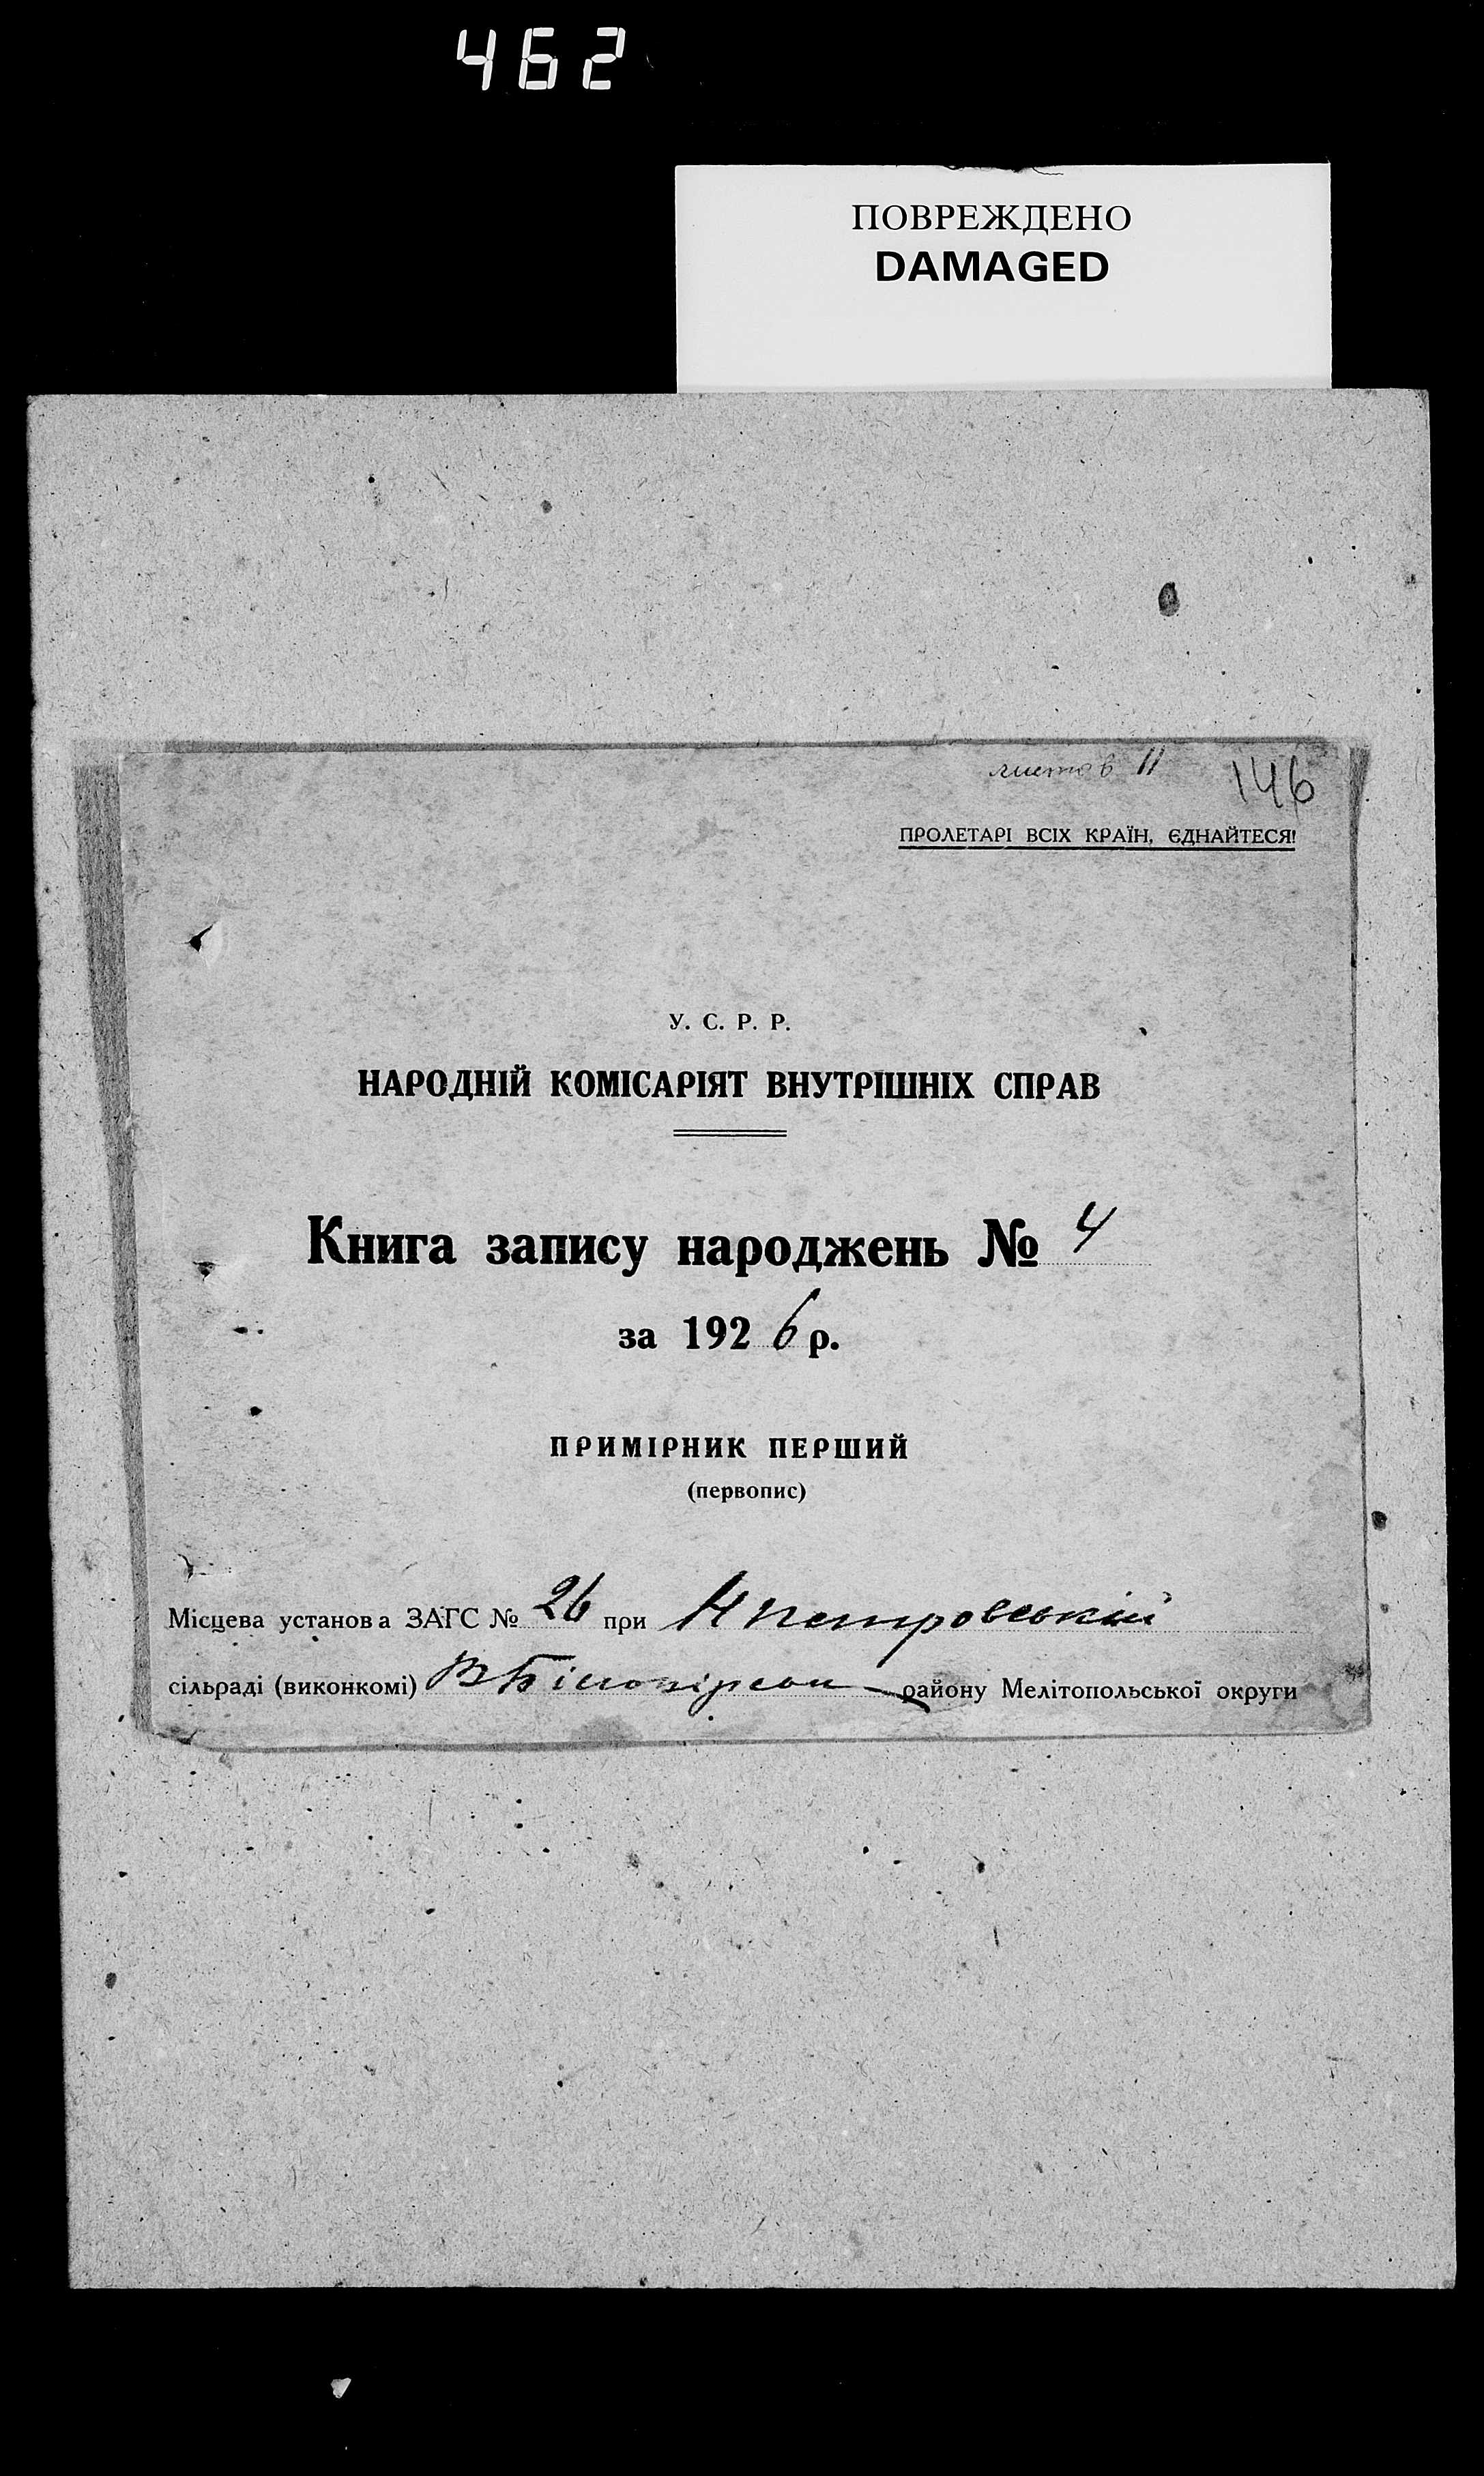 462
ПОВРЕЖДЕНО
DAMAGED
листов 11 146
ПРОЛЕТАРІ ВСІХ КРАЇН, ЄДНАЙТЕСЯ!
У. С. Р. Р.
НАРОДНІЙ КОМІСАРІЯТ ВНУТРІШНІХ СПРАВ
Книга запису народжень № 4
за 1926 р.
ПРИМІРНИК ПЕРШИЙ
(первопис)
Місцева установа ЗАГС № 26 при Н Петровській
сільраді (виконкомі) району Мелітопольської округи